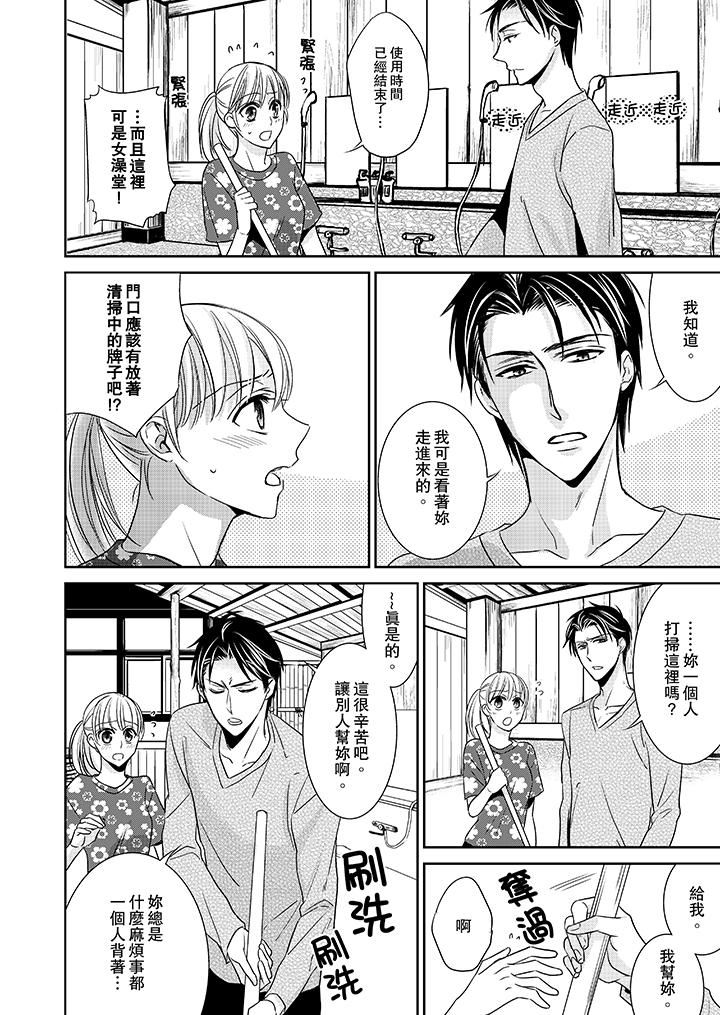 走近
走近
使用時間
已經結束了…
緊張
緊張
…而且這裡
可是女澡堂！
我知道。
我可是看著妳
走進來的。
門口應該有放著
清掃中的牌子吧!?
……妳一個人
打掃這裡嗎？
給我。
我幫妳。
奪過
啊
~~真是的。
這很辛苦吧。
讓別人幫妳啊。
刷洗
刷洗
妳總是
什麼麻煩事都
一個人背著…